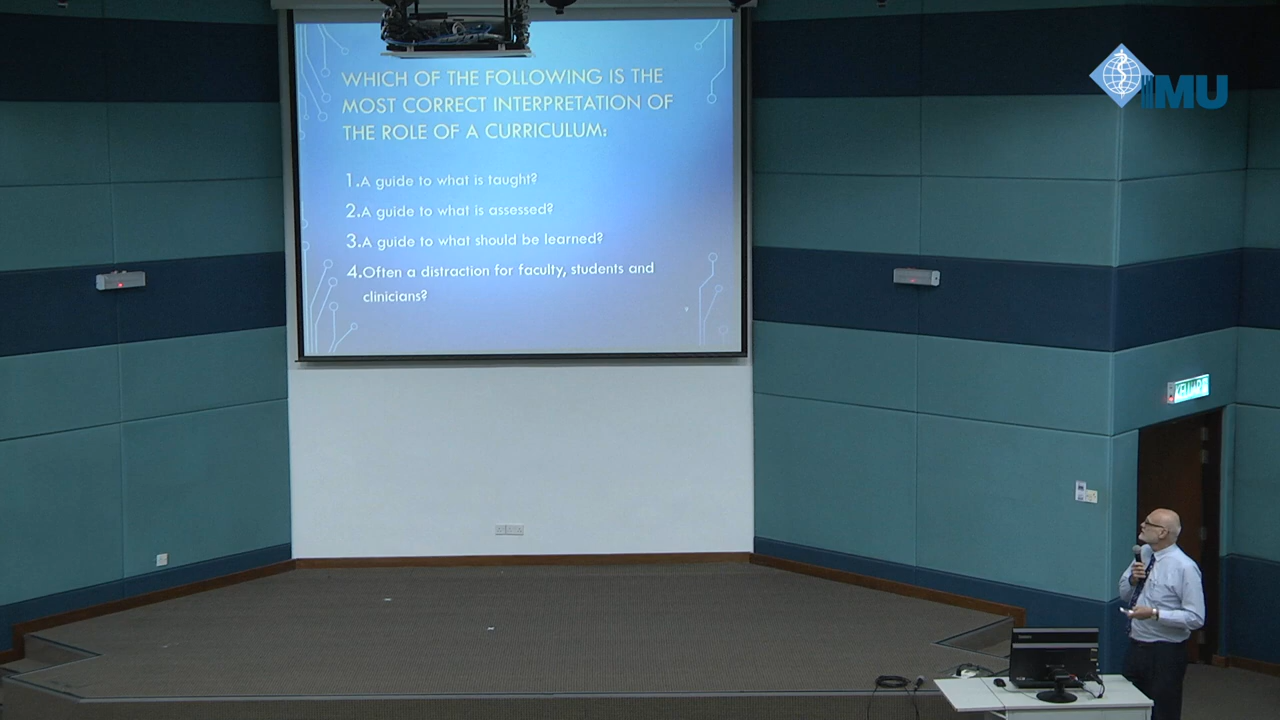 WHICH OF THE FOLLOWING IS THE
MOST CORRECT INTERPRETATION OF
THE ROLE OF A CURRICULUM:
1.A guide to what is taught?
2.A guide to what is assessed?
3.A guide to what should be learned?
4.Often a distraction for faculty, students and
clinicians?
IMU
KELUAR